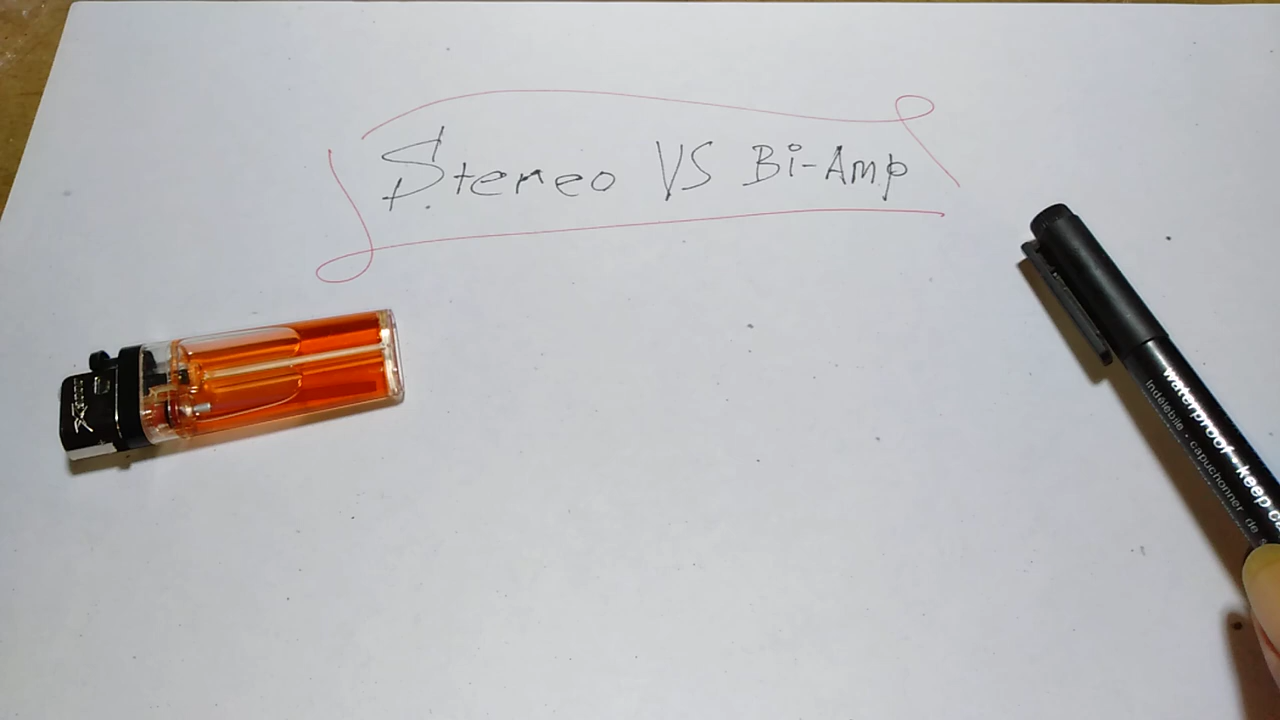 Stereo VS Bi-Amp
waterproof • keep ca
indélébile • capuchonner de s